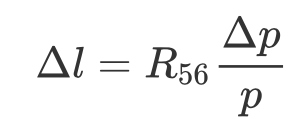 Δl = R₅₆ Δp/p